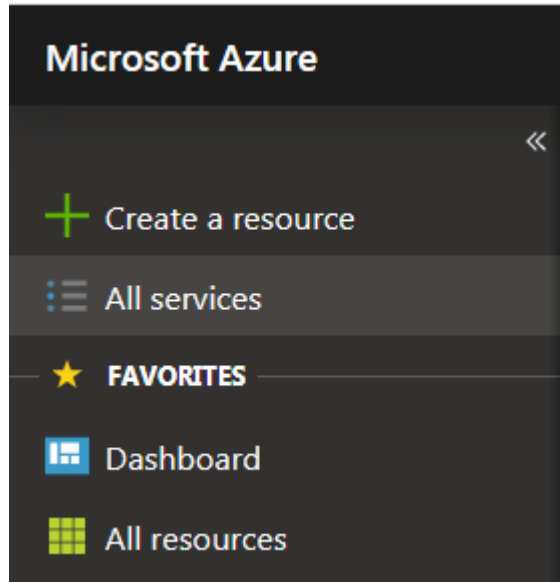 Microsoft Azure
«
Create a resource
All services
FAVORITES
Dashboard
All resources